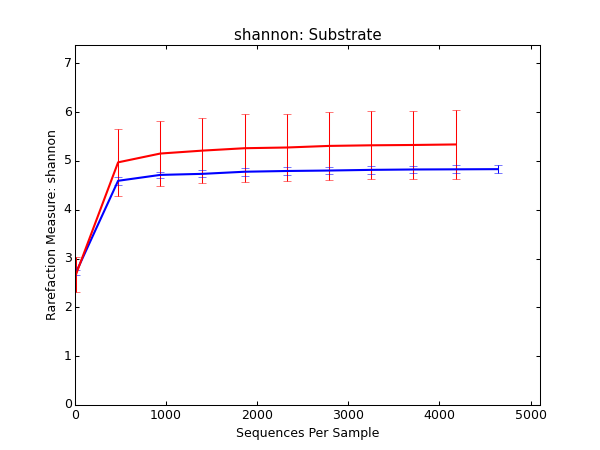 shannon: Substrate
7
6
5
4
3
2
1
0
Rarefaction Measure: shannon
0 1000 2000 3000 4000 5000
Sequences Per Sample